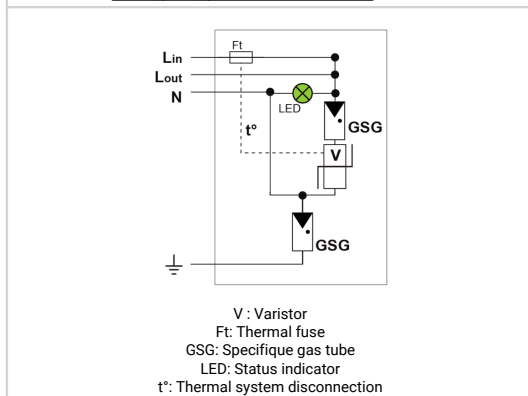 Ft
Lin
Lout
N
LED
GSG
t°
V
GSG
V : Varistor
Ft: Thermal fuse
GSG: Specifique gas tube
LED: Status indicator
t°: Thermal system disconnection